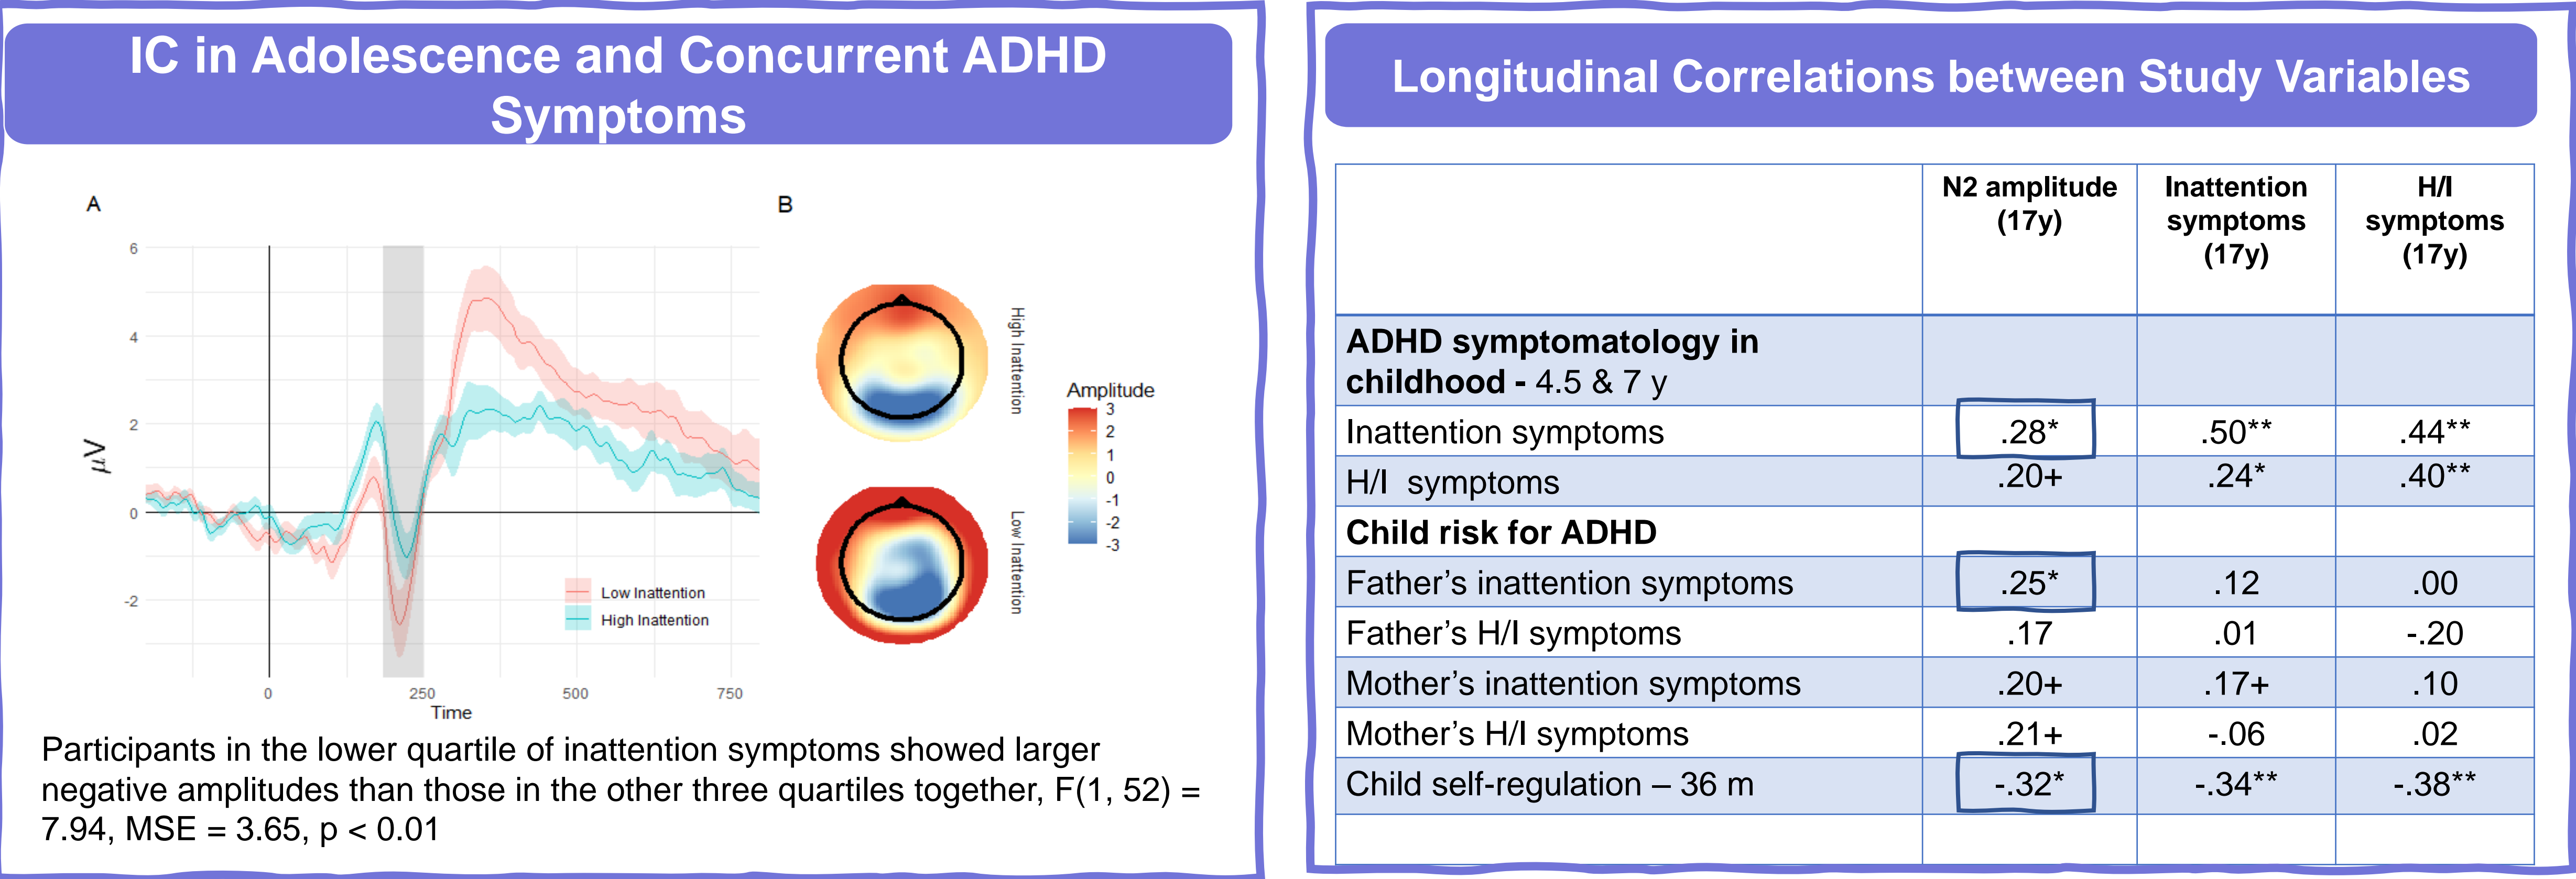 IC in Adolescence and Concurrent ADHD
Symptoms
A
B
6
4
2
0
-2
μV
0
250
500
750
Time
Low Inattention
High Inattention
High Inattention
Low Inattention
Amplitude
3
2
1
0
-1
-2
-3
Participants in the lower quartile of inattention symptoms showed larger
negative amplitudes than those in the other three quartiles together, F(1, 52) =
7.94, MSE = 3.65, p < 0.01
Longitudinal Correlations between Study Variables
N2 amplitude
(17y)
Inattention
symptoms
(17y)
H/I
symptoms
(17y)
ADHD symptomatology in
childhood - 4.5 & 7 y
Inattention symptoms .28* .50** .44**
H/I symptoms .20+ .24* .40**
Child risk for ADHD
Father's inattention symptoms .25* .12 .00
Father's H/I symptoms .17 .01 -.20
Mother's inattention symptoms .20+ .17+ .10
Mother's H/I symptoms .21+ -.06 .02
Child self-regulation – 36 m -.32* -.34** -.38**